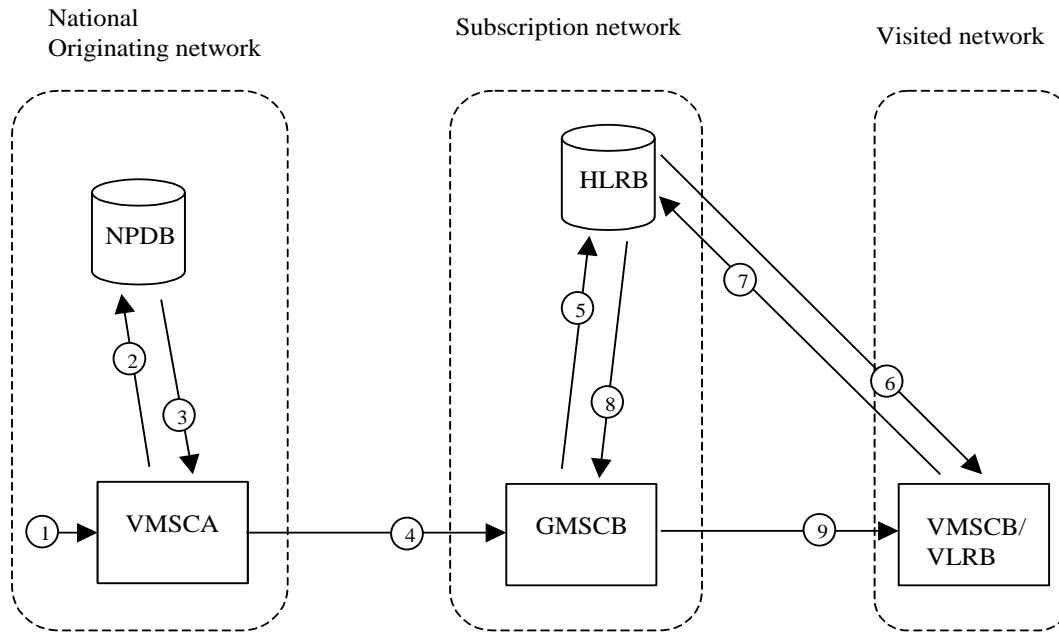 National
Originating network
Subscription network
Visited network
HLRB
NPDB
7
5
2
6
3
8
VMSCA
GMSCB
VMSCB/
VLRB
1
4
9